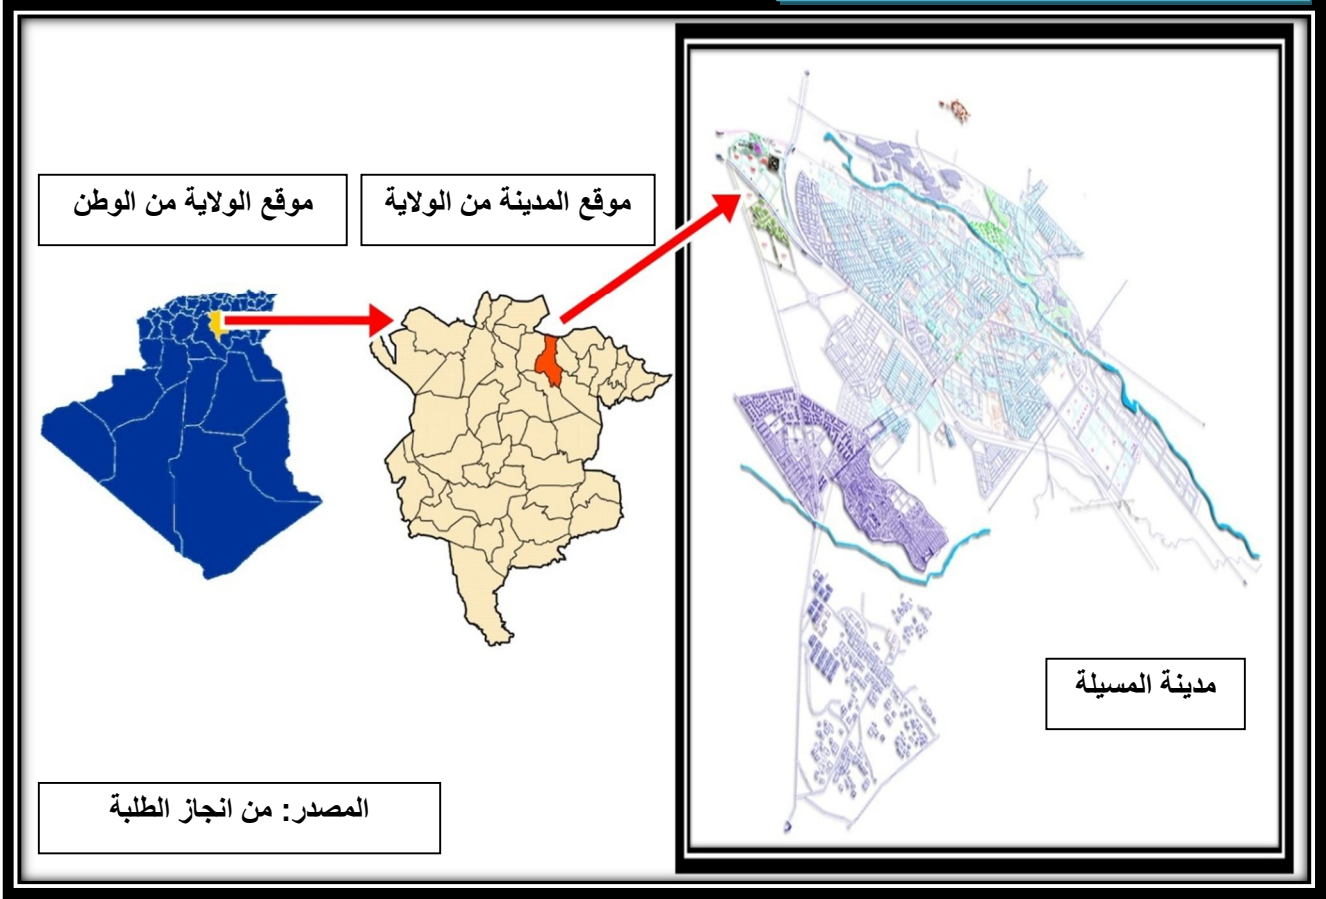 موقع الولاية من الوطن
موقع المدينة من الولاية
مدينة المسيلة
المصدر: من انجاز الطلبة